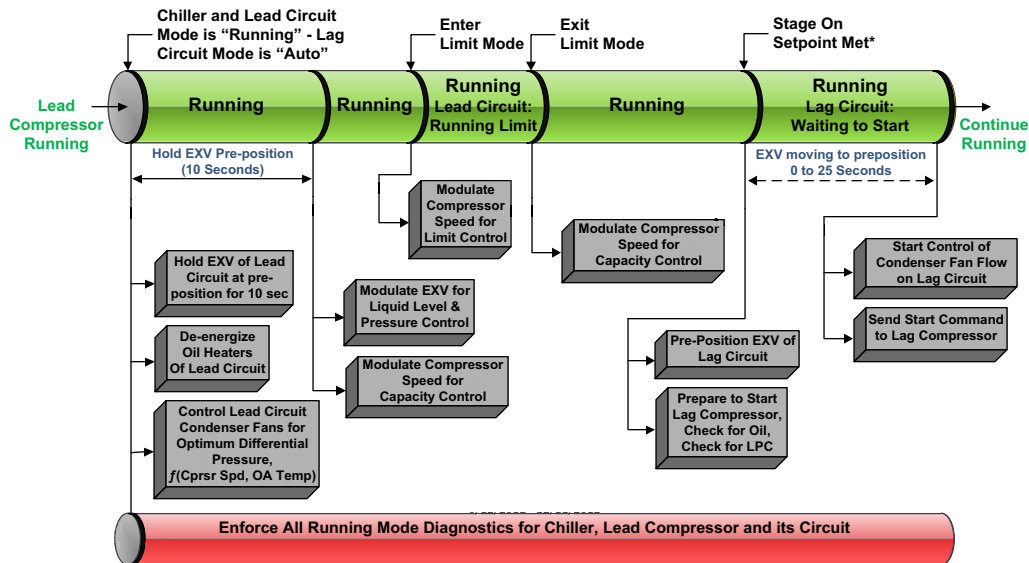 Chiller and Lead Circuit
Mode is “Running” - Lag
Circuit Mode is “Auto”
Enter
Limit Mode
Exit
Limit Mode
Stage On
Setpoint Met*
Lead
Compressor
Running
Running
Running
Running
Lead Circuit:
Running Limit
Running
Running
Lag Circuit:
Waiting to Start
Continue
Running
Hold EXV Pre-position
(10 Seconds)
EXV moving to preposition
0 to 25 Seconds
Modulate
Compressor
Speed for
Limit Control
Modulate Compressor
Speed for
Capacity Control
Hold EXV of Lead
Circuit at pre-
position for 10 sec
Start Control of
Condenser Fan Flow
on Lag Circuit
Modulate EXV for
Liquid Level &
Pressure Control
De-energize
Oil Heaters
Of Lead Circuit
Send Start Command
to Lag Compressor
Pre-Position EXV of
Lag Circuit
Modulate Compressor
Speed for
Capacity Control
Control Lead Circuit
Condenser Fans for
Optimum Differential
Pressure,
ƒ(Cprsr Spd, OA Temp)
Prepare to Start
Lag Compressor,
Check for Oil,
Check for LPC
Enforce All Running Mode Diagnostics for Chiller, Lead Compressor and its Circuit